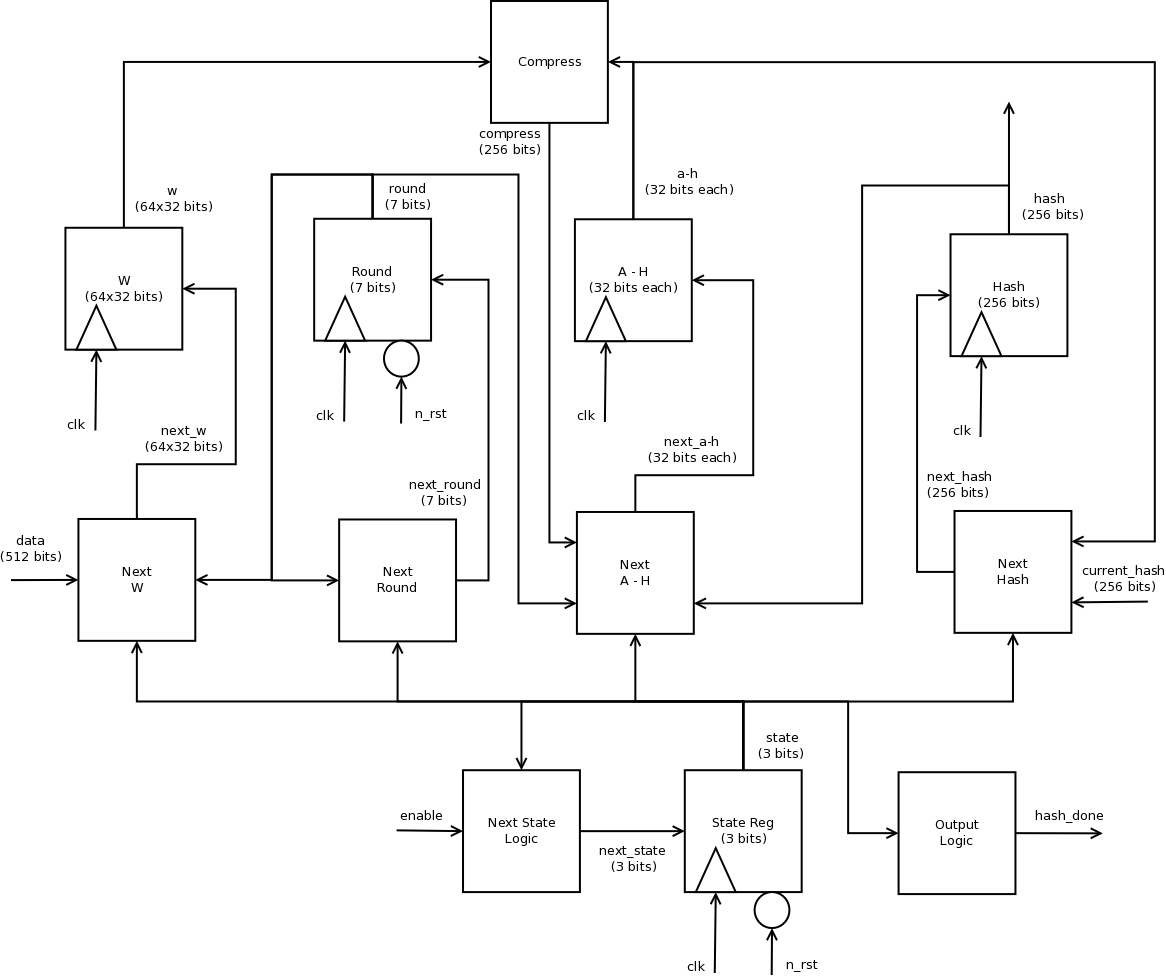 Compress
compress
(256 bits)
w
(64x32 bits)
round
(7 bits)
a-h
(32 bits each)
hash
(256 bits)
W
(64x32 bits)
Round
(7 bits)
A - H
(32 bits each)
Hash
(256 bits)
clk
clk
n_rst
clk
clk
next_w
(64x32 bits)
next_round
(7 bits)
next_a-h
(32 bits each)
next_hash
(256 bits)
data
(512 bits)
Next
W
Next
Round
Next
A - H
Next
Hash
current_hash
(256 bits)
state
(3 bits)
enable
Next State
Logic
next_state
(3 bits)
State Reg
(3 bits)
Output
Logic
hash_done
clk
n_rst